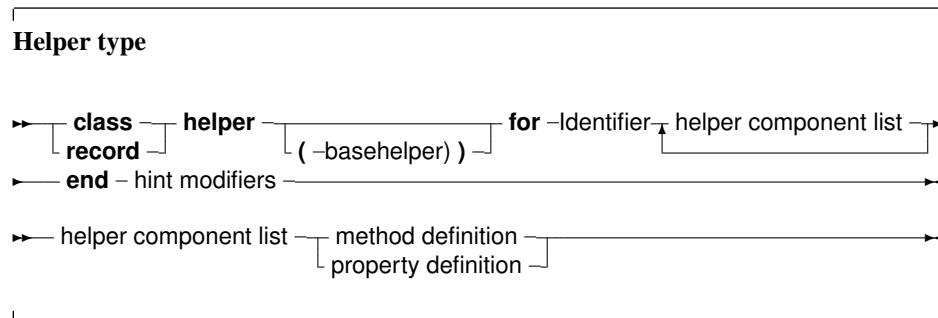 Helper type
class helper for Identifier helper component list
record ( basehelper) )
end hint modifiers
helper component list method definition
property definition